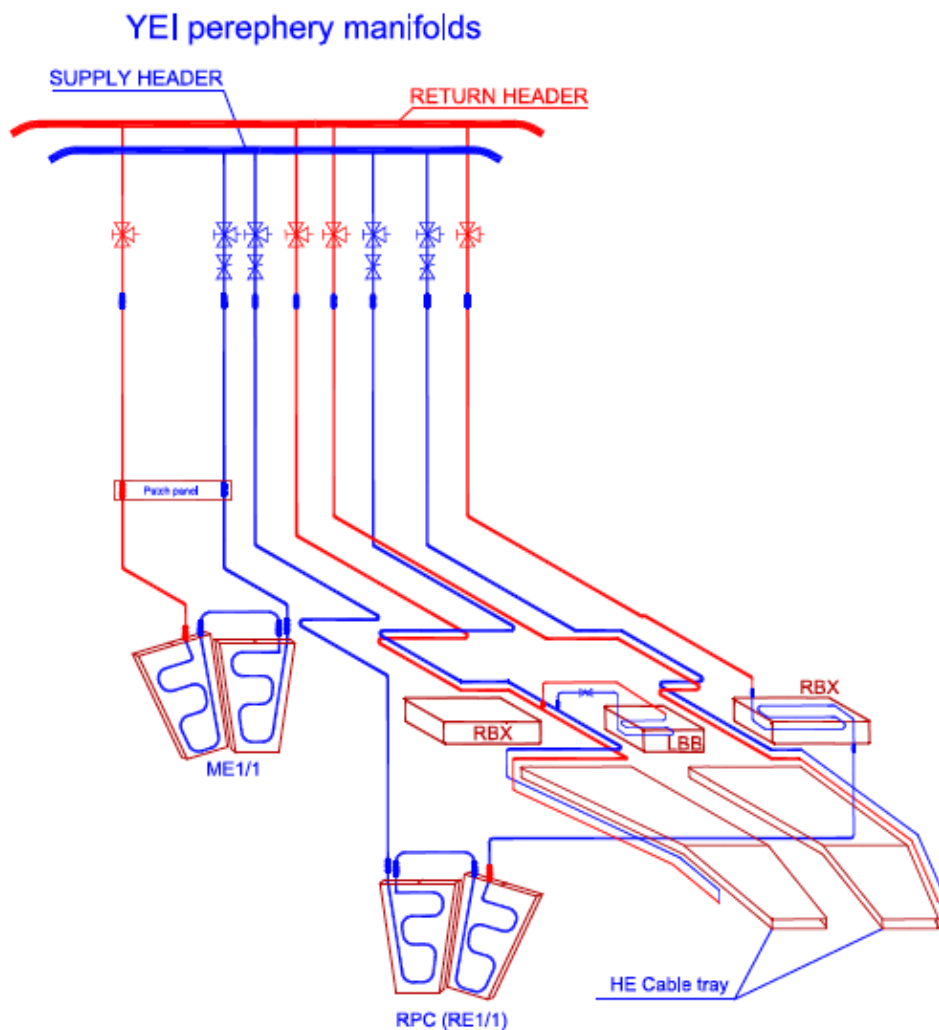 YEI perephery manifolds
SUPPLY HEADER
RETURN HEADER
Patch panel
RBX
RBX
LBB
ME1/1
HE Cable tray
RPC (RE1/1)